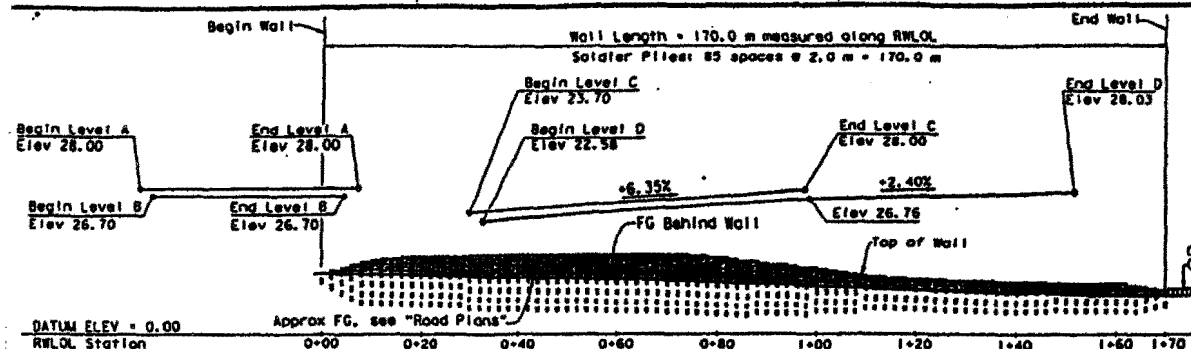 Begin Wall
End Wall
Wall Length = 170.0 m measured along RWLOL
Soldier Piles: 85 spaces @ 2.0 m = 170.0 m
Begin Level C
Elev 23.70
End Level D
Elev 28.03
Begin Level A
Elev 28.00
End Level A
Elev 28.00
Begin Level D
Elev 22.58
End Level C
Elev 28.00
+6.35%
+2.40%
Begin Level B
Elev 26.70
End Level B
Elev 26.70
Elev 26.76
FG Behind Wall
Top of Wall
Approx FG, see "Road Plans"
DATUM ELEV = 0.00
RWLOL Station
0+00 0+20 0+40 0+60 0+80 1+00 1+20 1+40 1+60 1+70